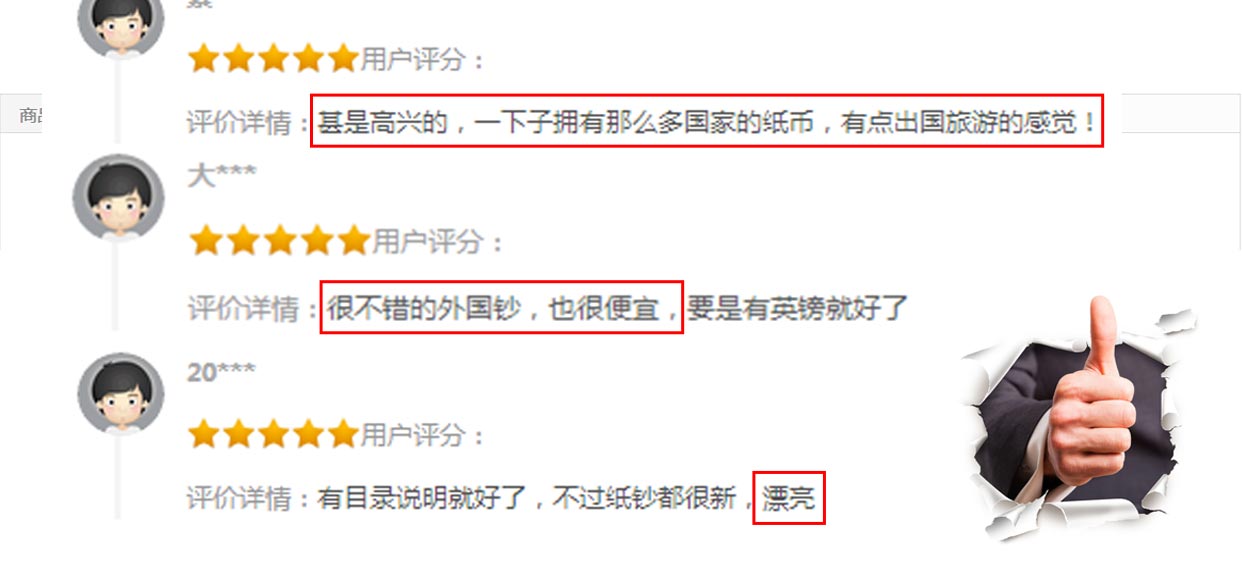 用户评分：
商品
评价详情：甚是高兴的，一下子拥有那么多国家的纸币，有点出国旅游的感觉！
大***
用户评分：
评价详情：很不错的外国钞，也很便宜，要是有英镑就好了
20***
用户评分：
评价详情：有目录说明就好了，不过纸钞都很新，漂亮